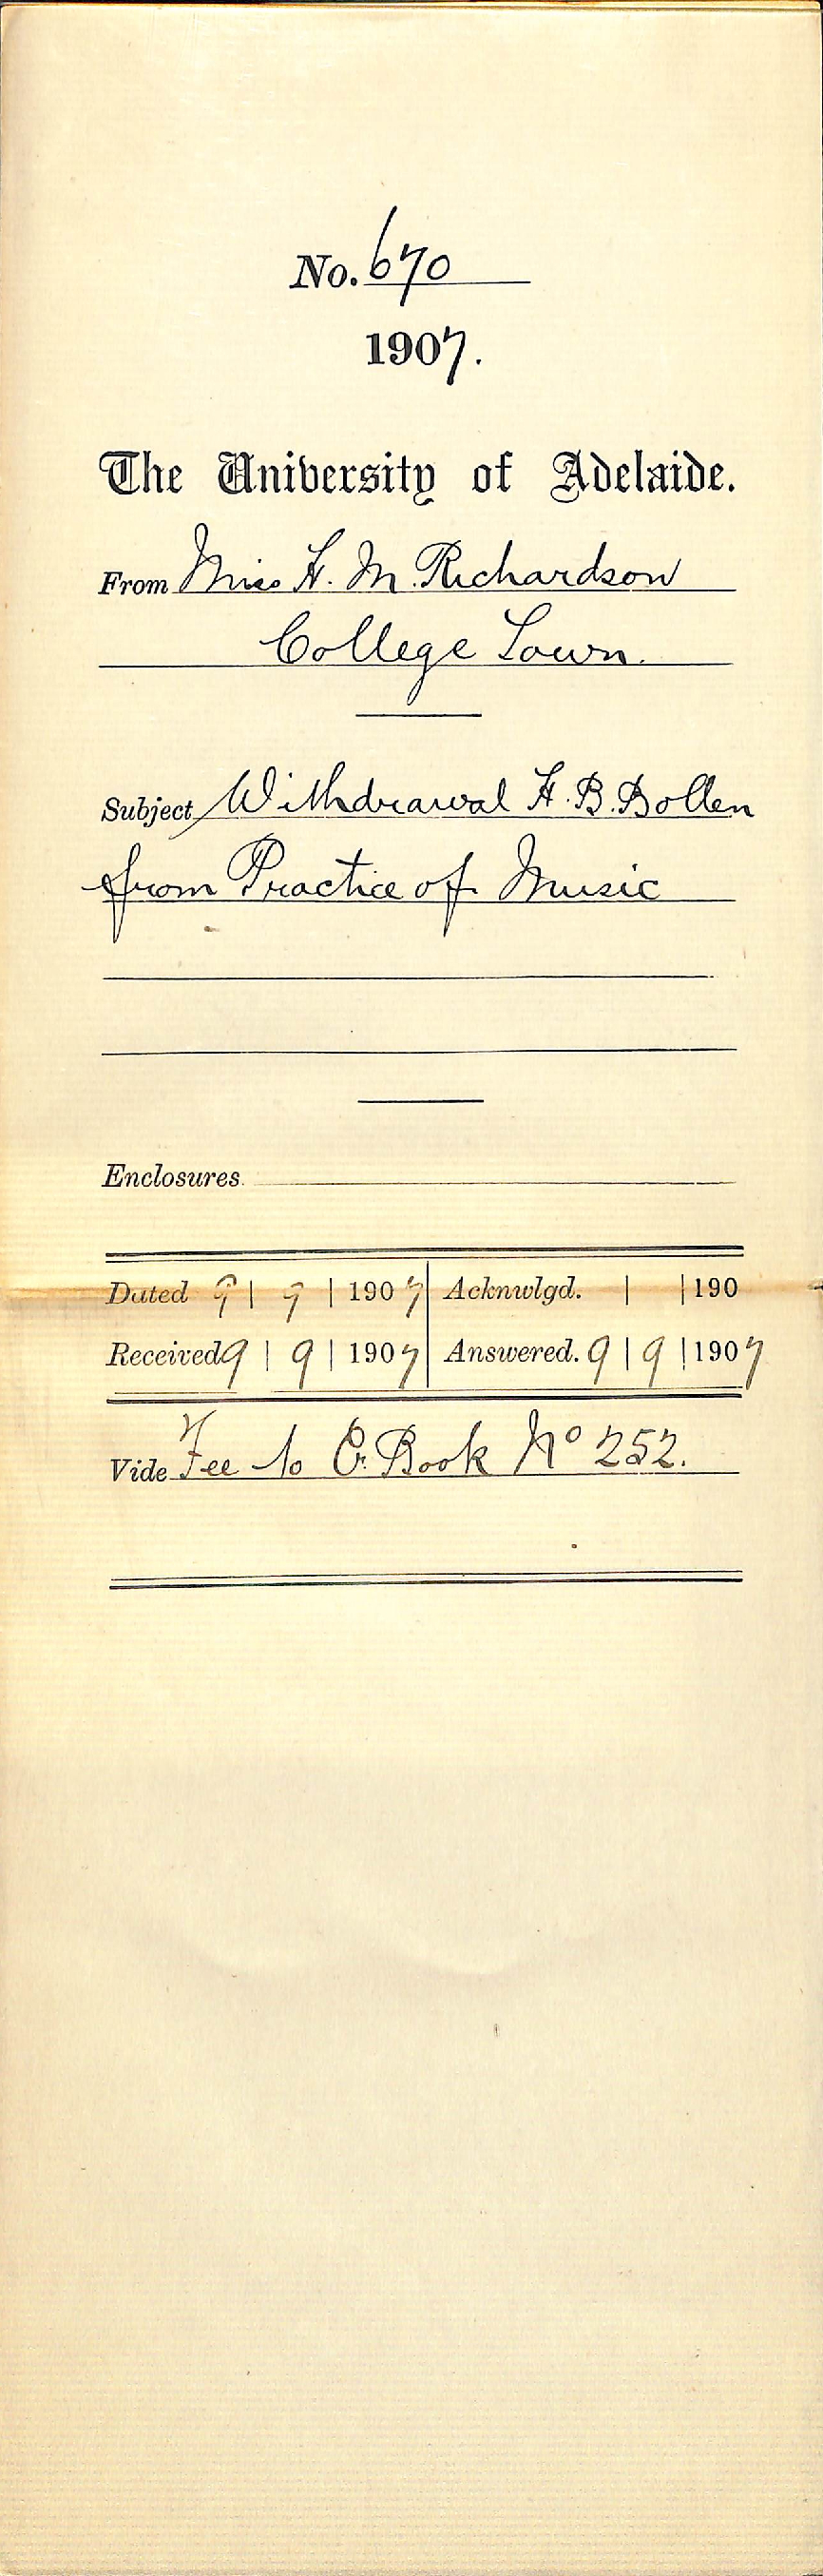 No. 670
1907.
The University of Adelaide.
From Miss H. M. Richardson
College Town.
Subject Withdrawal H. B. Bollen
from Practice of Music
Enclosures.
Dated 9 | 9 | 1907 Acknwlgd. | | 190
Received 9 | 9 | 1907 Answered. 9 | 9 | 1907
Vide Fee to C. Book No 252.